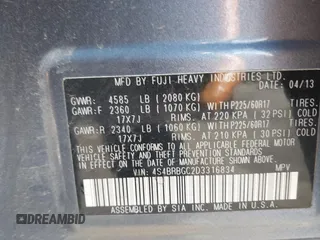 MFD BY FUJI HEAVY INDUSTRIES LTD.
DATE: 04/13
GVWR: 4585 LB (2080 KG)
GAWR:F 2360 LB (1070 KG) WITH P225/60R17 TIRES,
17X7J RIMS, AT 220 KPA (32 PSI) COLD
GAWR:R 2340 LB (1060 KG) WITH P225/60R17 TIRES,
17X7J RIMS, AT 210 KPA (30 PSI) COLD
THIS VEHICLE CONFORMS TO ALL APPLICABLE
FEDERAL MOTOR VEHICLE SAFETY
STANDARDS IN EFFECT ON THE DATE OF
MANUFACTURE SHOWN ABOVE.
VIN: 4S4BRBGC2D3316834 MPV
ASSEMBLED BY SIA INC. MADE IN U.S.A.
© DREAMBID
DREAMBID.COM